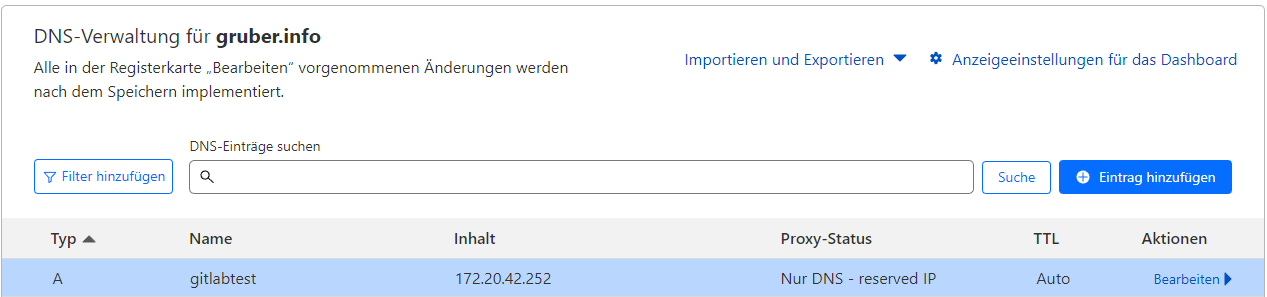 DNS-Verwaltung für gruber.info
Alle in der Registerkarte „Bearbeiten“ vorgenommenen Änderungen werden
nach dem Speichern implementiert.
Importieren und Exportieren
Anzeigeeinstellungen für das Dashboard
DNS-Einträge suchen
Filter hinzufügen
Suche
Eintrag hinzufügen
Typ Name Inhalt Proxy-Status TTL Aktionen
A gitlabtest 172.20.42.252 Nur DNS - reserved IP Auto Bearbeiten